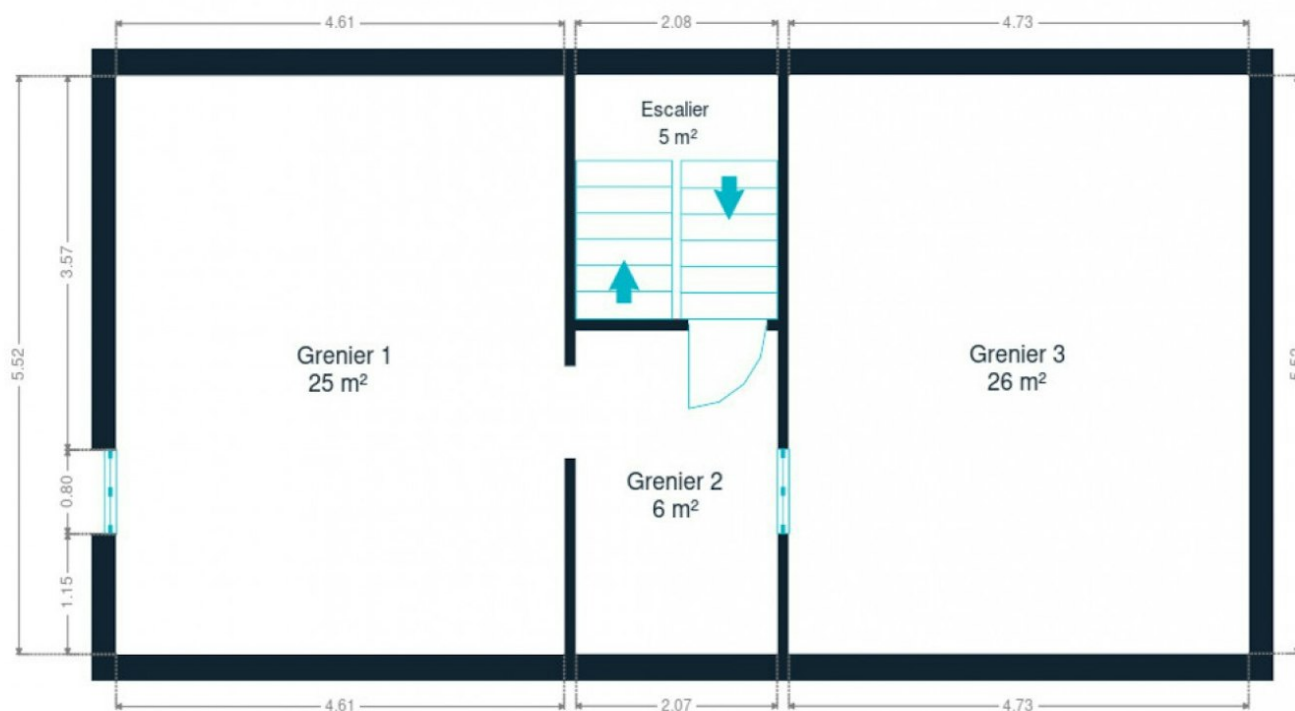 4.61
2.08
4.73
Escalier
5 m²
3.57
5.52
Grenier 1
25 m²
Grenier 3
26 m²
0.80
Grenier 2
6 m²
1.15
4.61
2.07
4.73